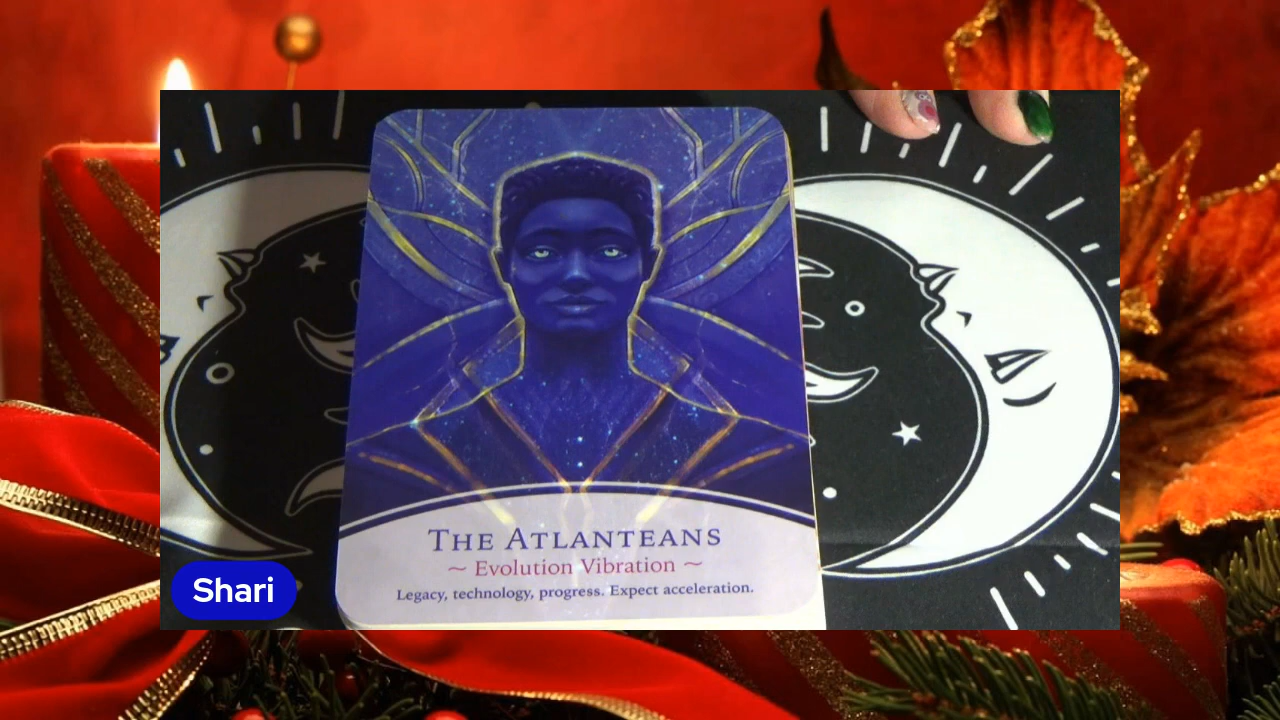 The Atlanteans
~ Evolution Vibration ~
Legacy, technology, progress. Expect acceleration.
Shari